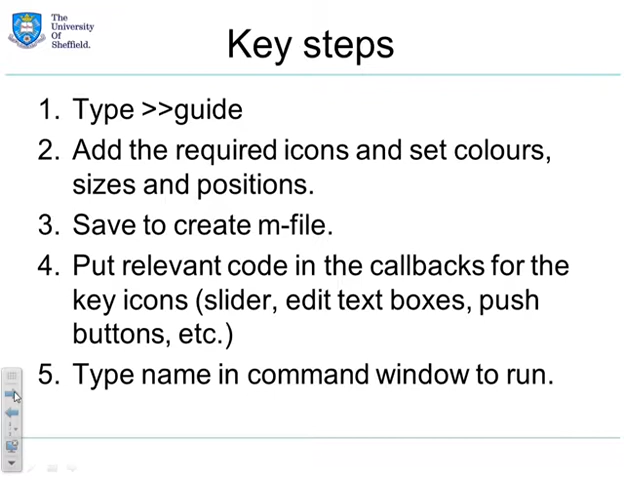 The
University
Of
Sheffield.
Key steps
1. Type >>guide
2. Add the required icons and set colours,
sizes and positions.
3. Save to create m-file.
4. Put relevant code in the callbacks for the
key icons (slider, edit text boxes, push
buttons, etc.)
5. Type name in command window to run.